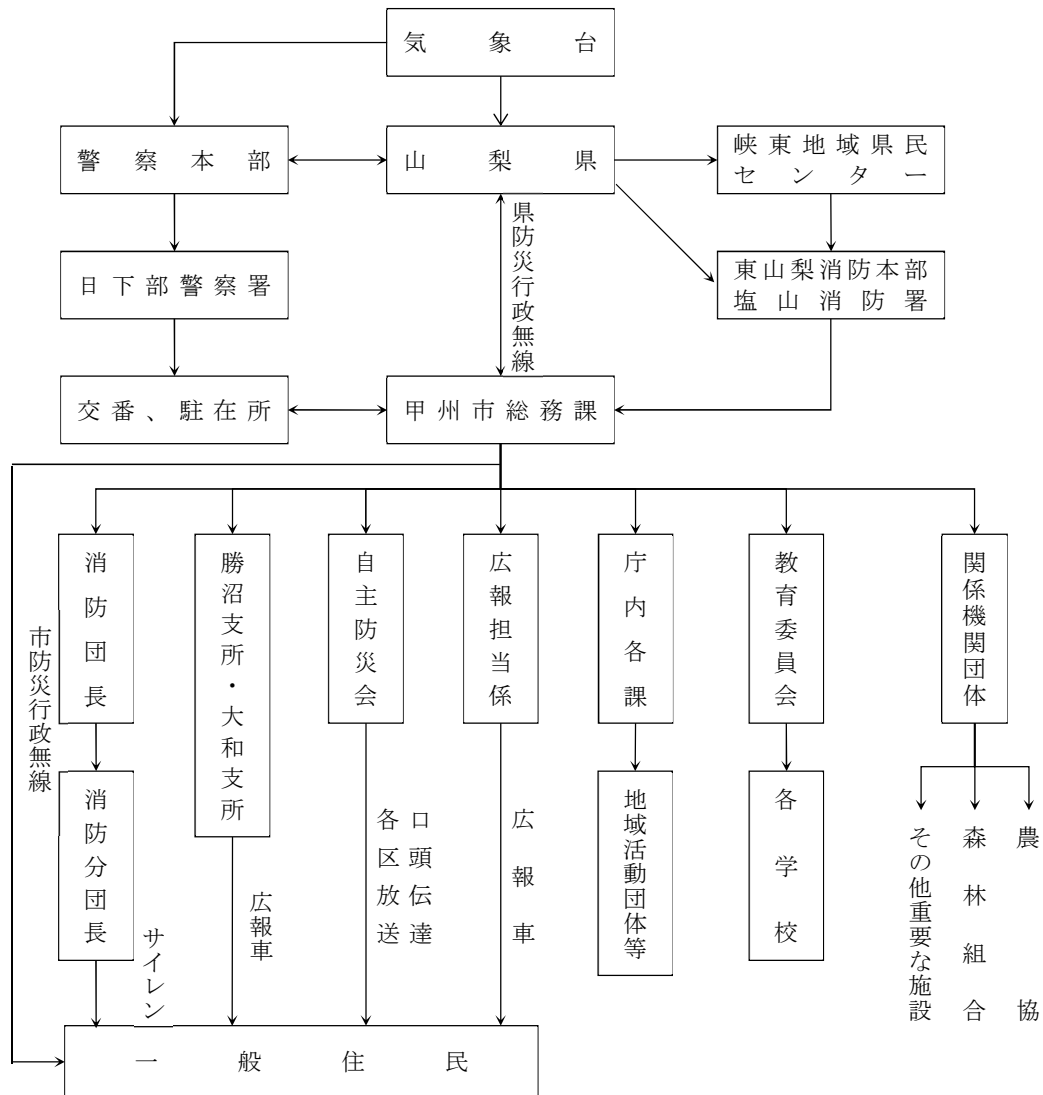 気象台
警察本部
山梨県
峡東地域県民
センター
県防災行政無線
日下部警察署
東山梨消防本部
塩山消防署
交番、駐在所
甲州市総務課
市防災行政無線
消防団長
勝沼支所・大和支所
自主防災会
広報担当係
庁内各課
教育委員会
関係機関団体
消防分団長
サイレン
広報車
口頭伝達
各区放送
広報車
地域活動団体等
各学校
農協
森林組合
その他重要な施設
一般住民